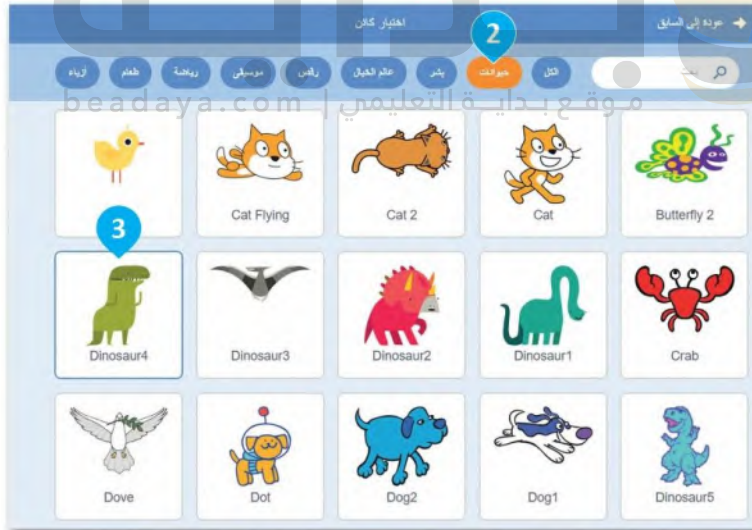 عودة إلى السابق
اختيار كائن
2
بحث
الكل
حيوانات
بشر
عالم الخيال
رقص
موسيقى
رياضة
طعام
أزياء
موقع بداية التعليمي | beadaya.com
Butterfly 2
Cat
Cat 2
Cat Flying
3
Crab
Dinosaur1
Dinosaur2
Dinosaur3
Dinosaur4
Dinosaur5
Dog1
Dog2
Dot
Dove